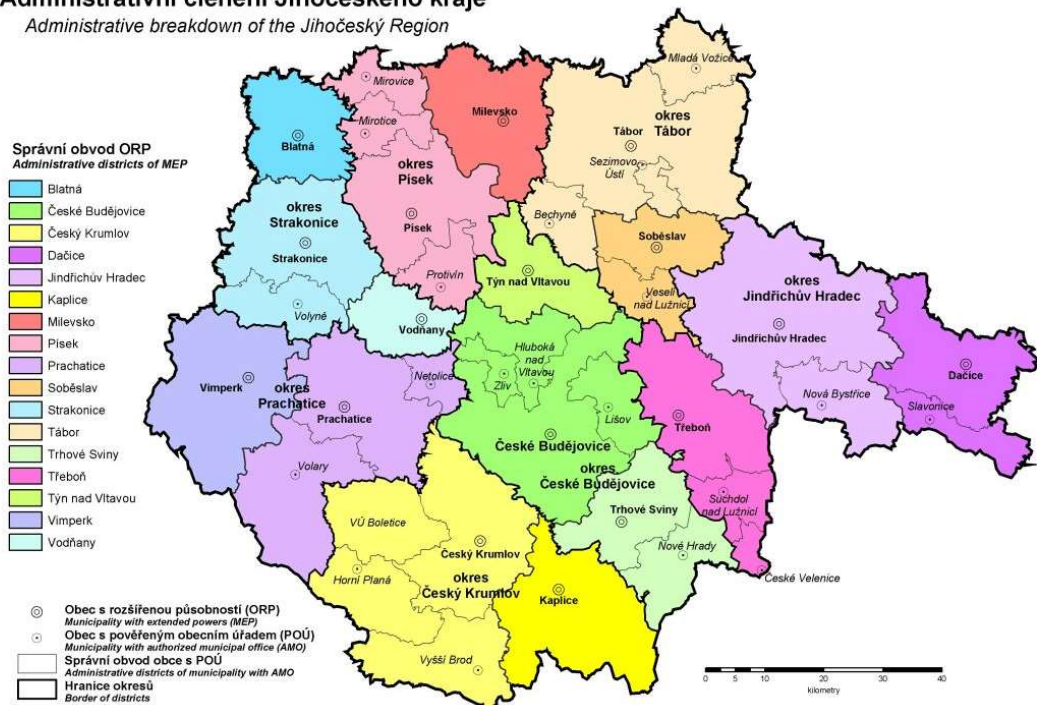 Administrativní členění Jihočeského kraje
Administrative breakdown of the Jihočeský Region
Správní obvod ORP
Administrative districts of MEP
Blatná
České Budějovice
Český Krumlov
Dačice
Jindřichův Hradec
Kaplice
Milevsko
Písek
Prachatice
Soběslav
Strakonice
Tábor
Trhové Sviny
Třeboň
Týn nad Vltavou
Vimperk
Vodňany
Obec s rozšířenou působností (ORP)
Municipality with extended powers (MEP)
Obec s pověřeným obecním úřadem (POÚ)
Municipality with authorized municipal office (AMO)
Správní obvod obce s POÚ
Administrative districts of municipality with AMO
Hranice okresů
Border of districts
Mladá Vožice
Mirovice
Milevsko
Mirotice
okres
Tábor
Tábor
Blatná
Sezimovo
Ústí
okres
Písek
Písek
Bechyně
okres
Strakonice
Strakonice
Soběslav
Protivín
Týn nad Vltavou
Veselí
nad Lužnicí
okres
Jindřichův Hradec
Jindřichův Hradec
Volyně
Vodňany
Hluboká
nad
Vltavou
Zliv
Netolice
Vimperk
okres
Prachatice
Prachatice
Dačice
Nová Bystřice
Slavonice
Lišov
Třeboň
České Budějovice
okres
České Budějovice
Volary
Suchdol
nad Lužnicí
Trhové Sviny
VÚ Boletice
Český Krumlov
Nové Hrady
Horní Planá
okres
Český Krumlov
České Velenice
Kaplice
Vyšší Brod
0 5 10 20 30 40
kilometry